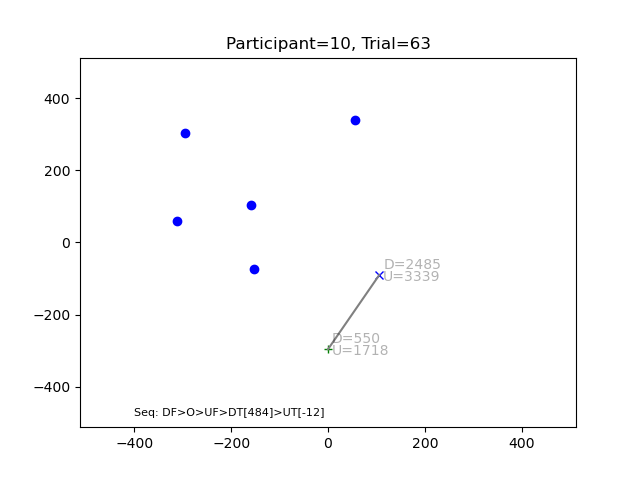 Participant=10, Trial=63
400
200
0
−200
−400
D=2485
U=3339
D=550
U=1718
Seq: DF>O>UF>DT[484]>UT[-12]
−400
−200
0
200
400